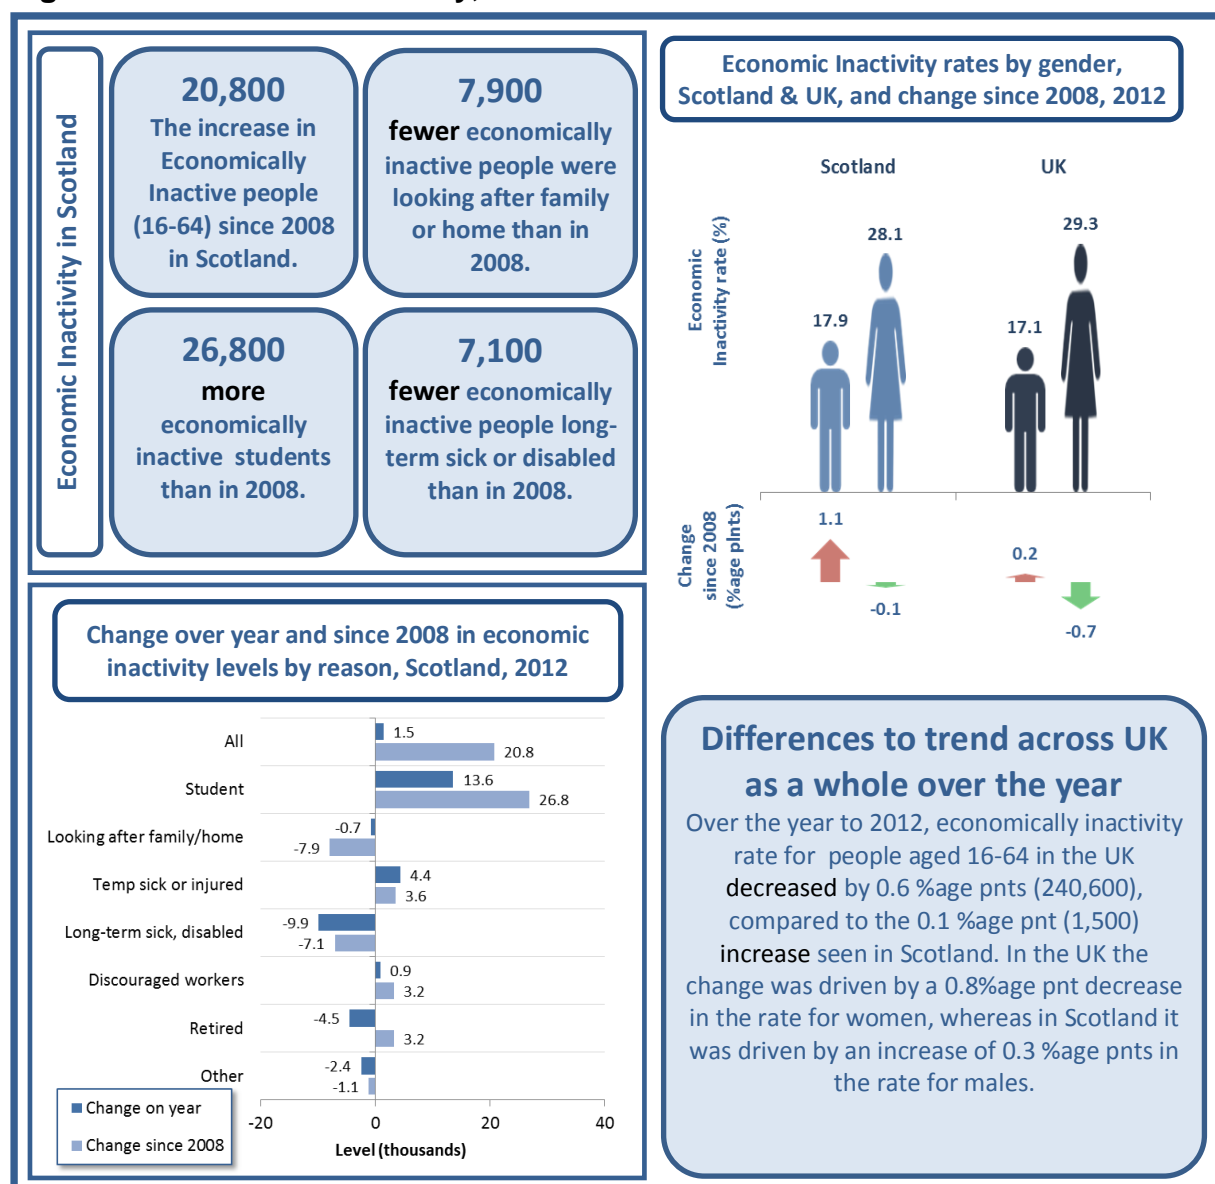 Economic Inactivity in Scotland
20,800
The increase in
Economically
Inactive people
(16-64) since 2008
in Scotland.
7,900
fewer economically
inactive people were
looking after family
or home than in
2008.
26,800
more
economically
inactive students
than in 2008.
7,100
fewer economically
inactive people long-
term sick or disabled
than in 2008.
Economic Inactivity rates by gender,
Scotland & UK, and change since 2008, 2012
Scotland
UK
Economic
Inactivity rate (%)
17.9
28.1
17.1
29.3
Change
since 2008
(%age plnts)
1.1
-0.1
0.2
-0.7
Change over year and since 2008 in economic
inactivity levels by reason, Scotland, 2012
All
1.5
20.8
Student
13.6
26.8
Looking after family/home
-0.7
-7.9
Temp sick or injured
4.4
3.6
Long-term sick, disabled
-9.9
-7.1
Discouraged workers
0.9
3.2
Retired
-4.5
3.2
Other
-2.4
-1.1
Change on year
Change since 2008
-20
0
20
40
Level (thousands)
Differences to trend across UK
as a whole over the year
Over the year to 2012, economically inactivity
rate for people aged 16-64 in the UK
decreased by 0.6 %age pnts (240,600),
compared to the 0.1 %age pnt (1,500)
increase seen in Scotland. In the UK the
change was driven by a 0.8%age pnt decrease
in the rate for women, whereas in Scotland it
was driven by an increase of 0.3 %age pnts in
the rate for males.